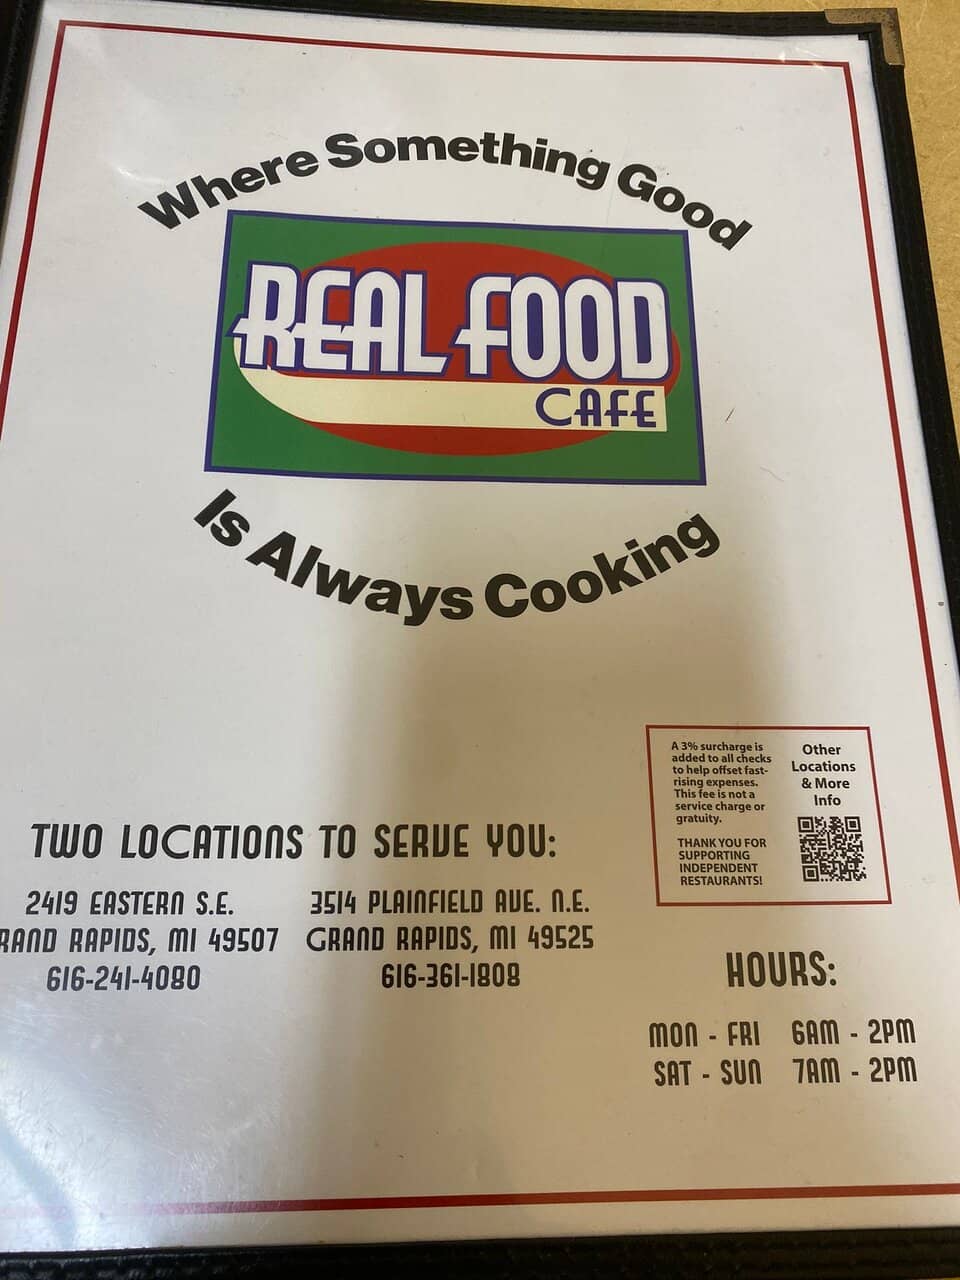 Where Something Good
REAL FOOD
CAFE
Is Always Cooking
A 3% surcharge is
added to all checks
to help offset fast-
rising expenses.
This fee is not a
service charge or
gratuity.
THANK YOU FOR
SUPPORTING
INDEPENDENT
RESTAURANTS!
Other
Locations
& More
Info
TWO LOCATIONS TO SERVE YOU:
2419 EASTERN S.E.
RAND RAPIDS, MI 49507
616-241-4080
3514 PLAINFIELD AVE. N.E.
GRAND RAPIDS, MI 49525
616-361-1808
HOURS:
MON - FRI 6AM - 2PM
SAT - SUN 7AM - 2PM